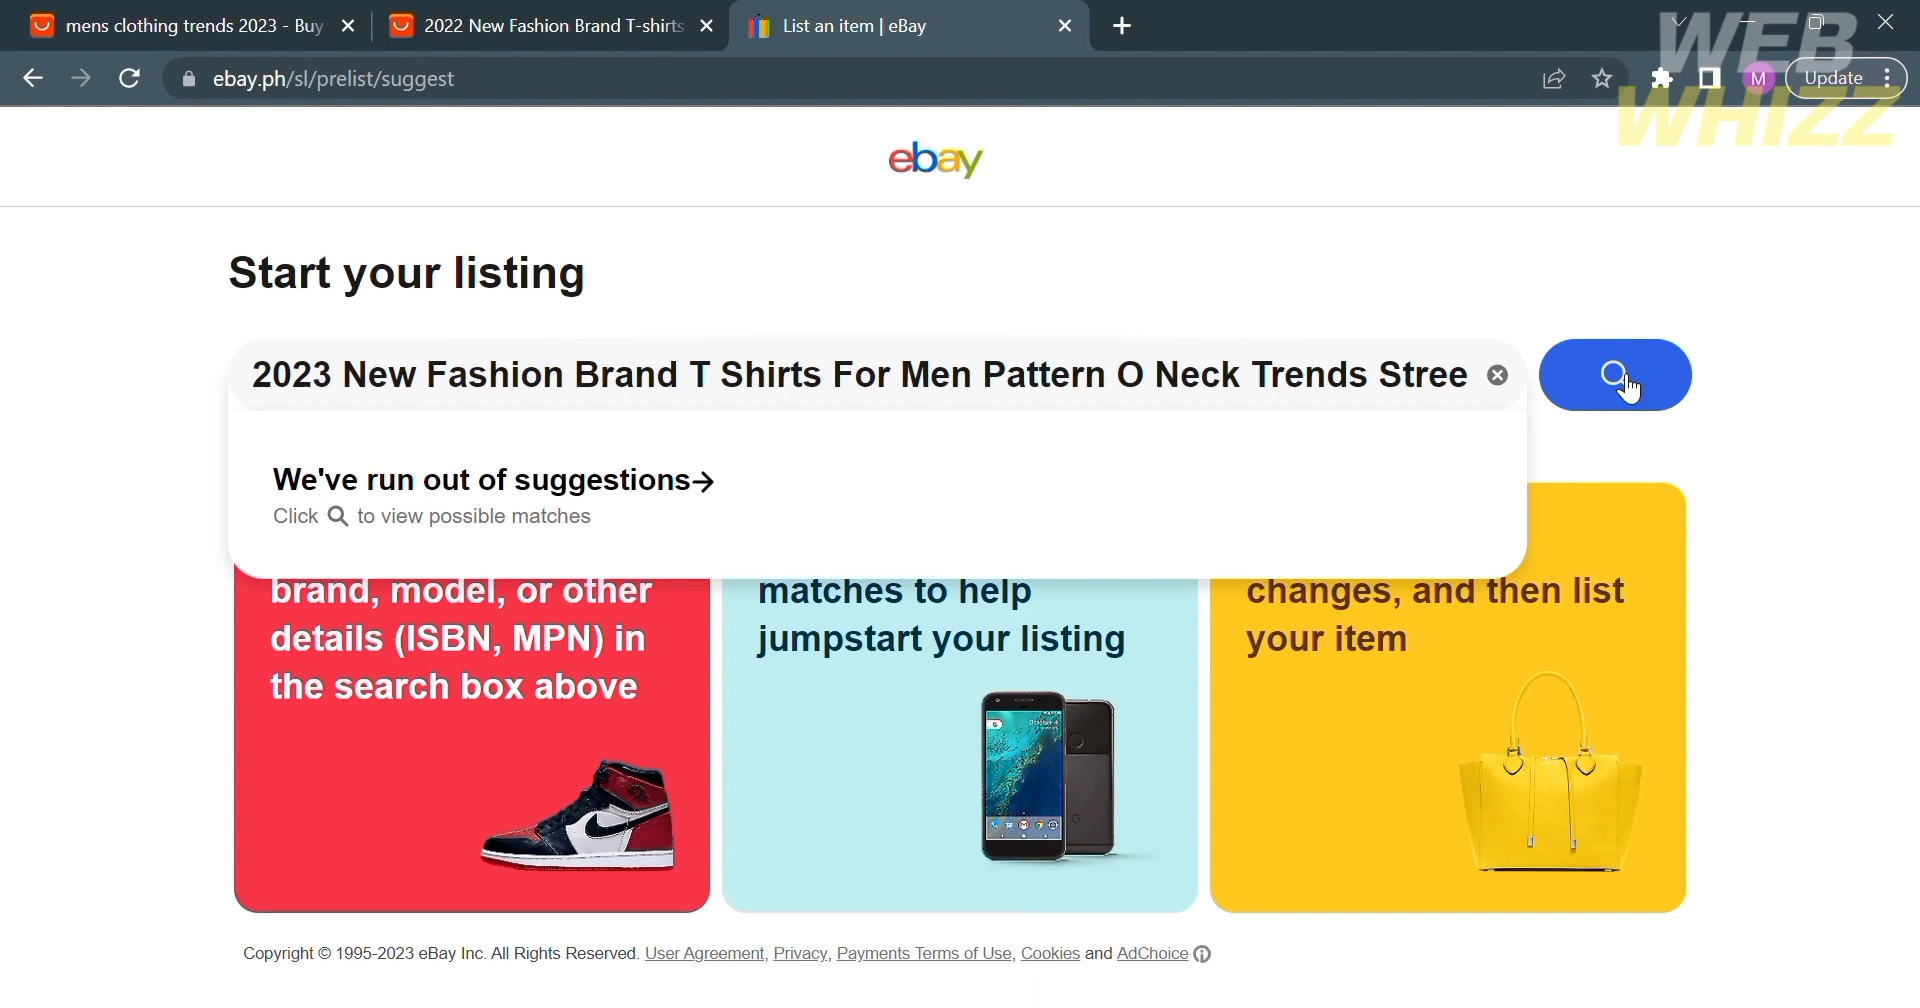 mens clothing trends 2023 - Buy
2022 New Fashion Brand T-shirts
List an item | eBay
ebay.ph/sl/prelist/suggest
M
Update
WEB
WHIZZ
ebay
Start your listing
2023 New Fashion Brand T Shirts For Men Pattern O Neck Trends Stree
We've run out of suggestions→
Click to view possible matches
brand, model, or other
details (ISBN, MPN) in
the search box above
matches to help
jumpstart your listing
changes, and then list
your item
Copyright © 1995-2023 eBay Inc. All Rights Reserved. User Agreement, Privacy, Payments Terms of Use, Cookies and AdChoice